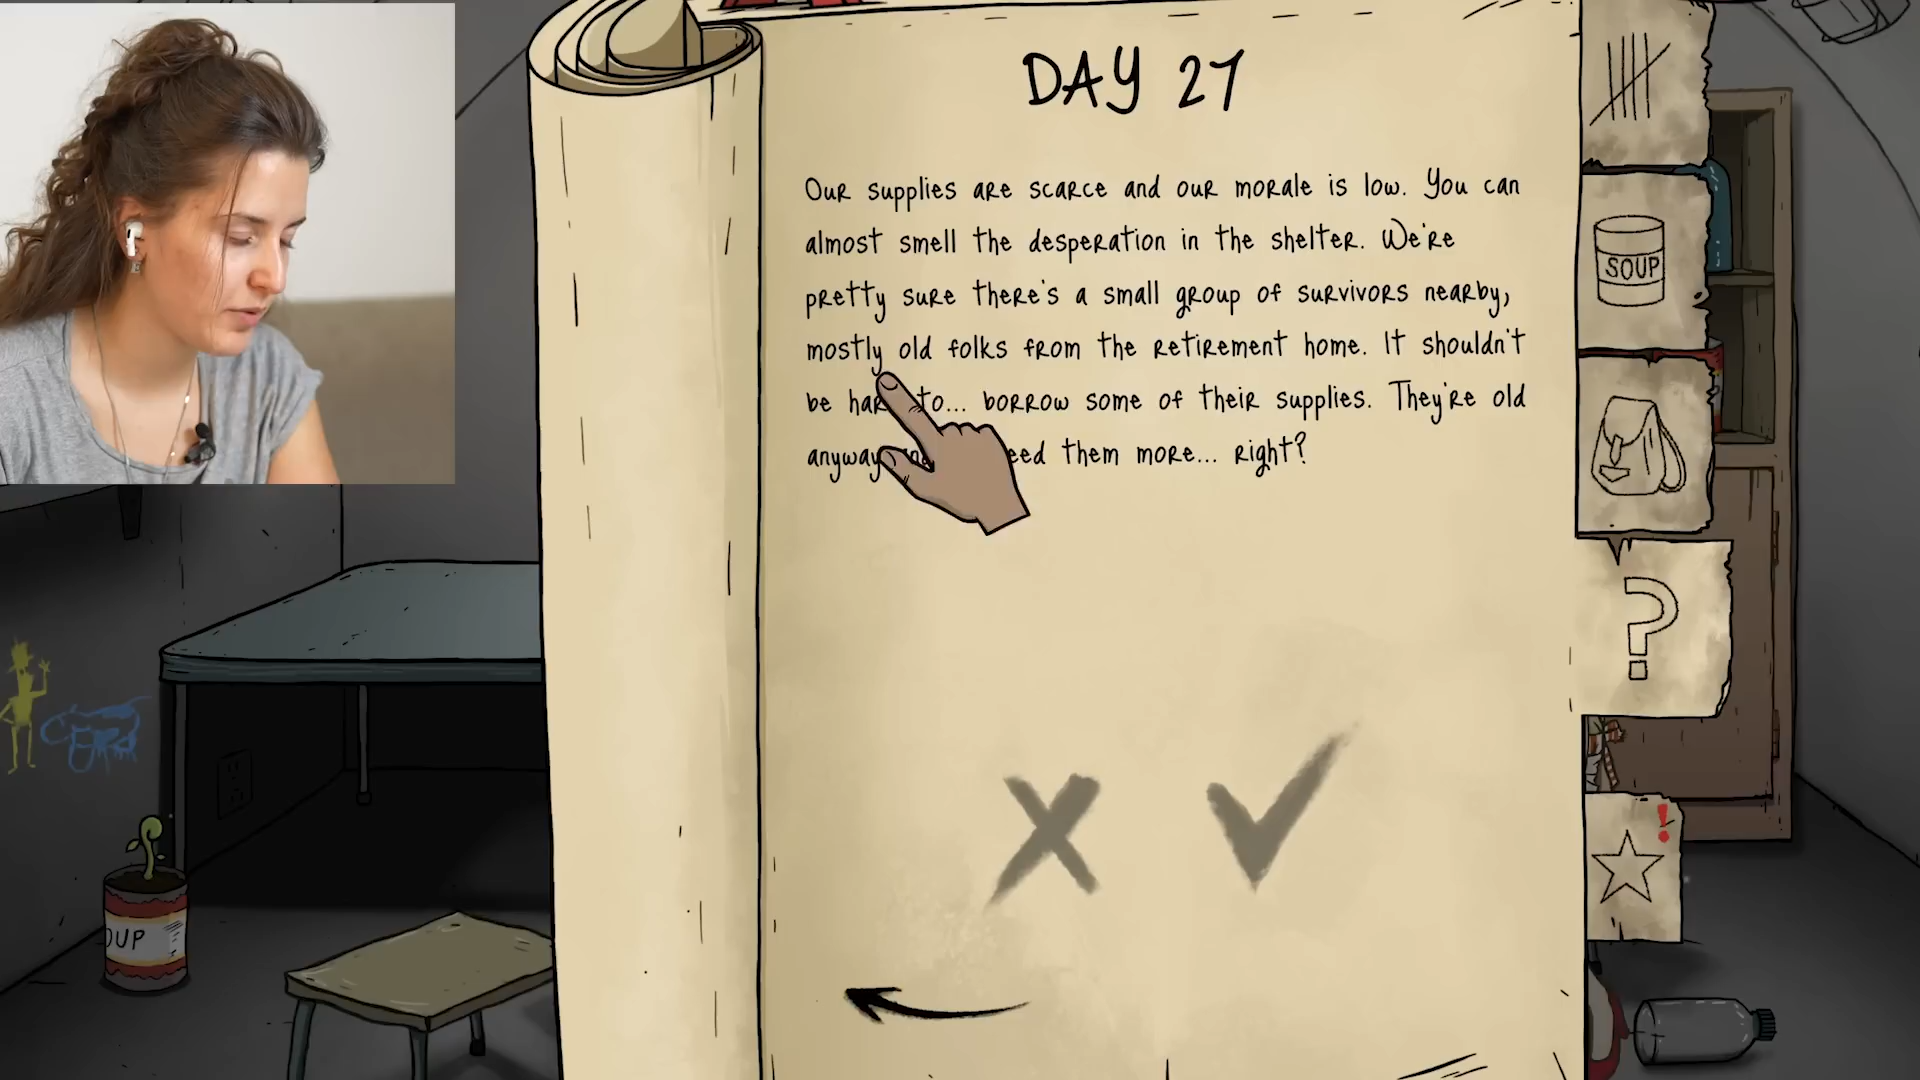 DAY 27
Our supplies are scarce and our morale is low. You can
almost smell the desperation in the shelter. We're
pretty sure there's a small group of survivors nearby,
mostly old folks from the retirement home. It shouldn't
be to... borrow some of their supplies. They're old
anyway them more... right?
SOUP